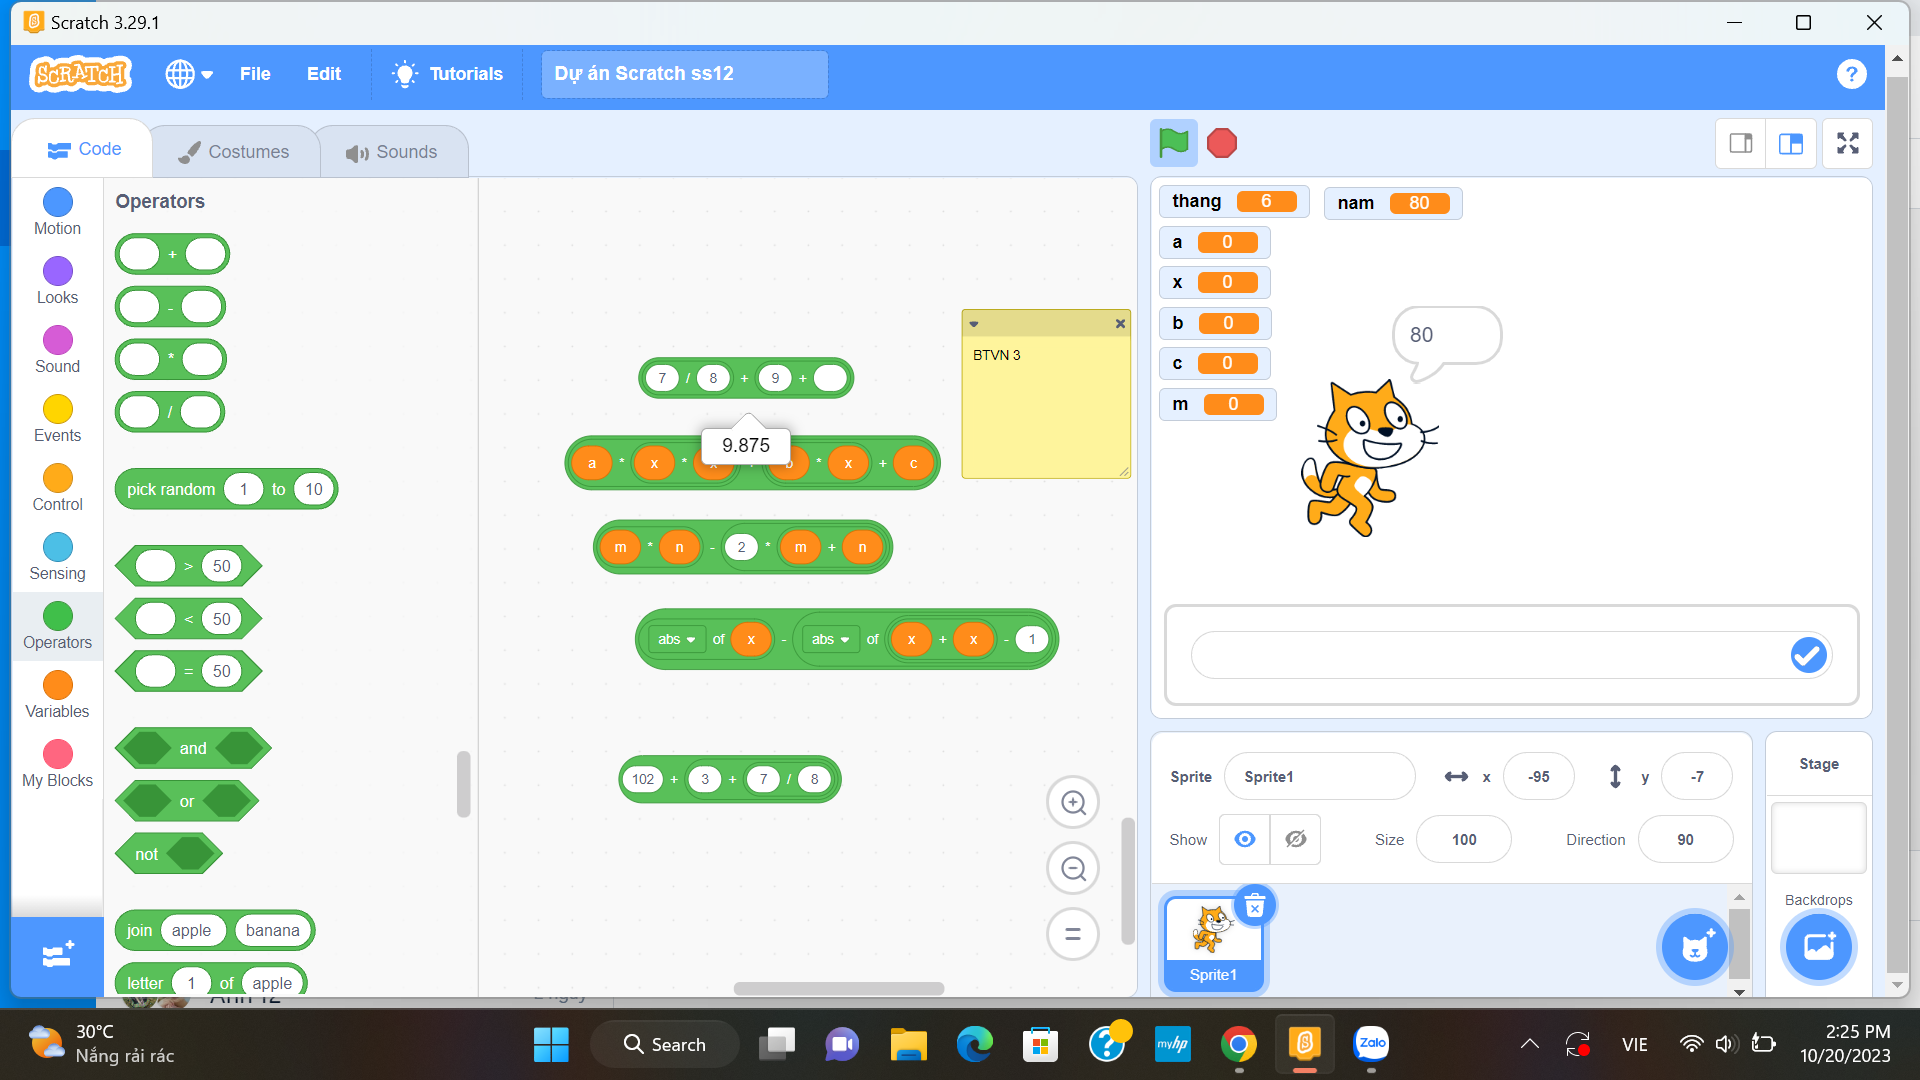 Scratch 3.29.1
SCRATCH
File
Edit
Tutorials
Dự án Scratch ss12
?
Code
Costumes
Sounds
Motion
Looks
Sound
Events
Control
Sensing
Operators
Variables
My Blocks
Operators
+
-
*
/
pick random 1 to 10
> 50
< 50
= 50
and
or
not
join apple banana
letter 1 of apple
7 / 8 + 9 +
9.875
a * x * x + b * x + c
m * n - 2 * m + n
abs of x - abs of x + x - 1
102 + 3 + 7 / 8
BTVN 3
thang 6
nam 80
a 0
x 0
b 0
c 0
m 0
80
Sprite Sprite1 x -95 y -7
Show Size 100 Direction 90
Sprite1
Stage
Backdrops
30°C
Nắng rải rác
Search
myhp
Zalo
VIE
2:25 PM
10/20/2023